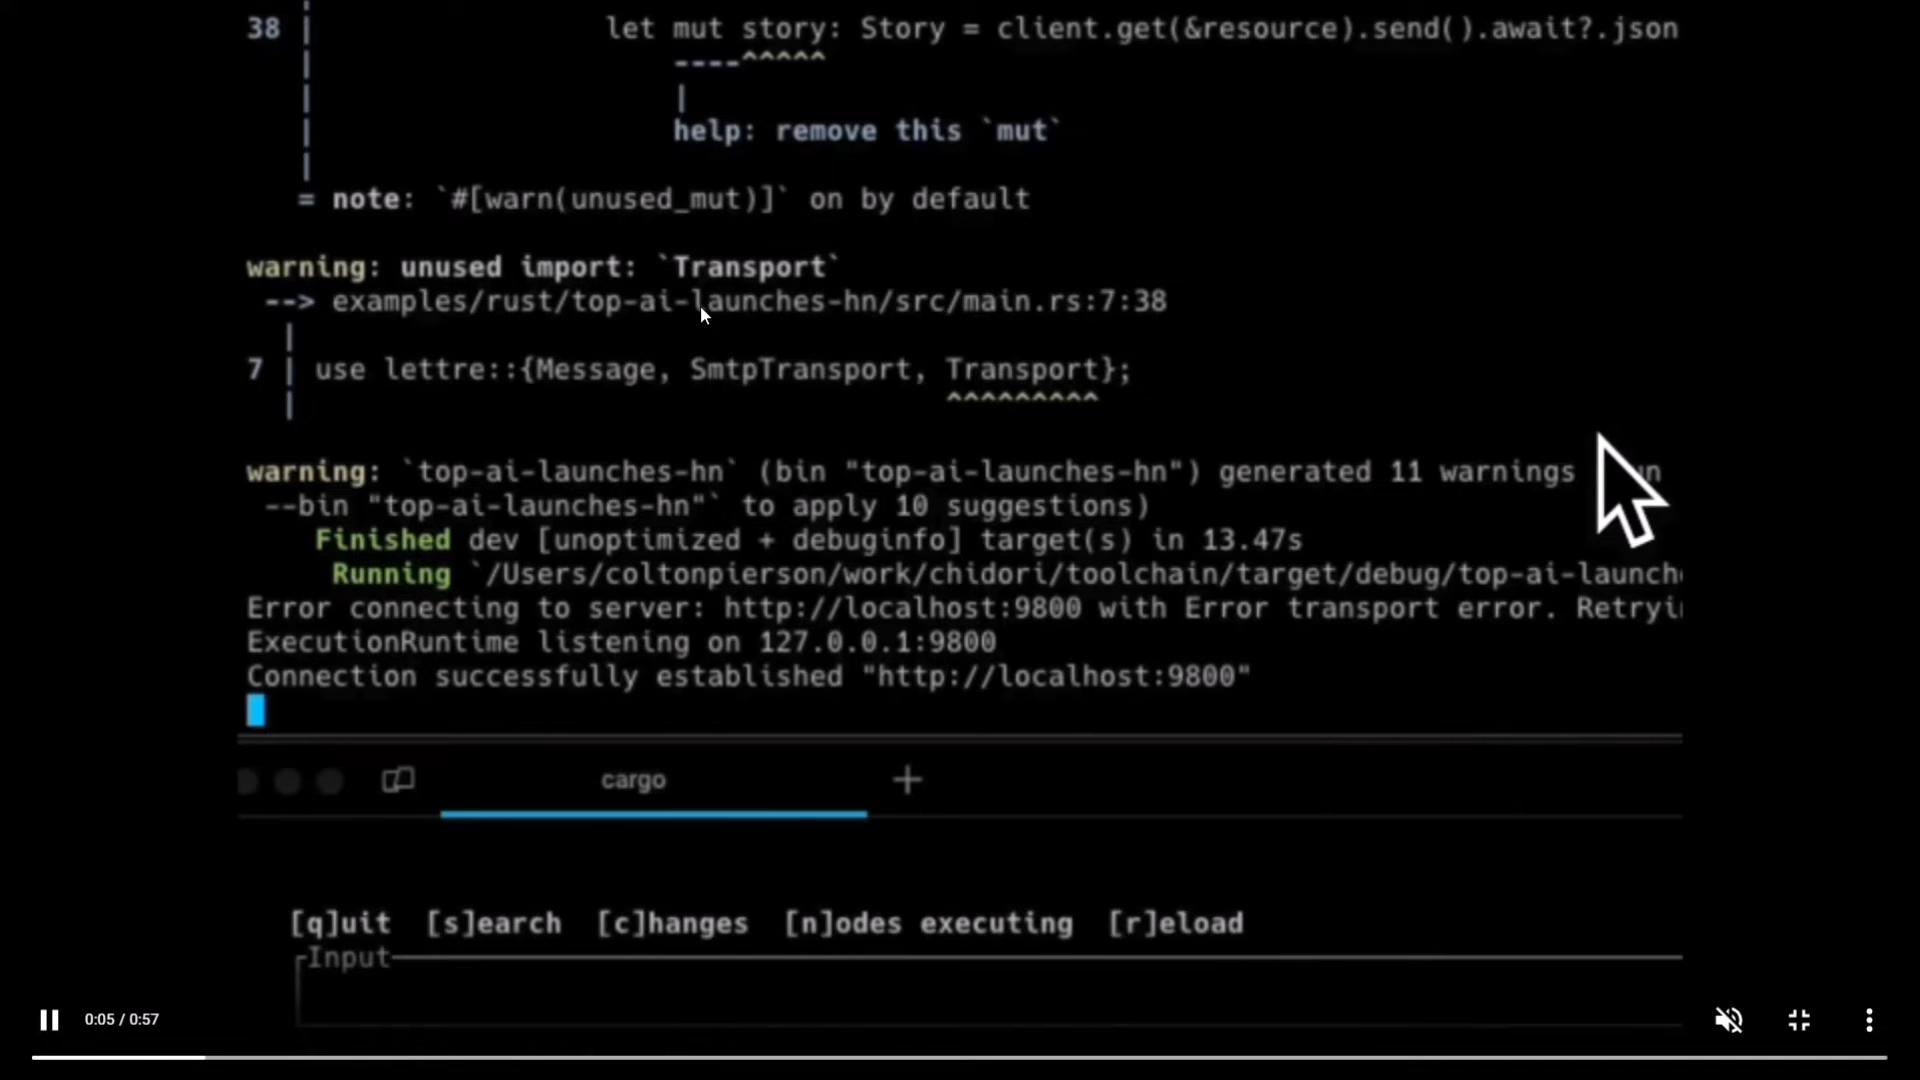 38 | let mut story: Story = client.get(&resource).send().await?.json
| ----^^^^^
| |
| help: remove this `mut`
|
= note: `#[warn(unused_mut)]` on by default
warning: unused import: `Transport`
--> examples/rust/top-ai-launches-hn/src/main.rs:7:38
|
7 | use lettre::{Message, SmtpTransport, Transport};
| ^^^^^^^^^
warning: `top-ai-launches-hn` (bin "top-ai-launches-hn") generated 11 warnings
--bin "top-ai-launches-hn"` to apply 10 suggestions)
Finished dev [unoptimized + debuginfo] target(s) in 13.47s
Running `/Users/coltonpierson/work/chidori/toolchain/target/debug/top-ai-launch
Error connecting to server: http://localhost:9800 with Error transport error. Retryi
ExecutionRuntime listening on 127.0.0.1:9800
Connection successfully established "http://localhost:9800"
cargo +
[q]uit [s]earch [c]hanges [n]odes executing [r]eload
Input
0:05 / 0:57